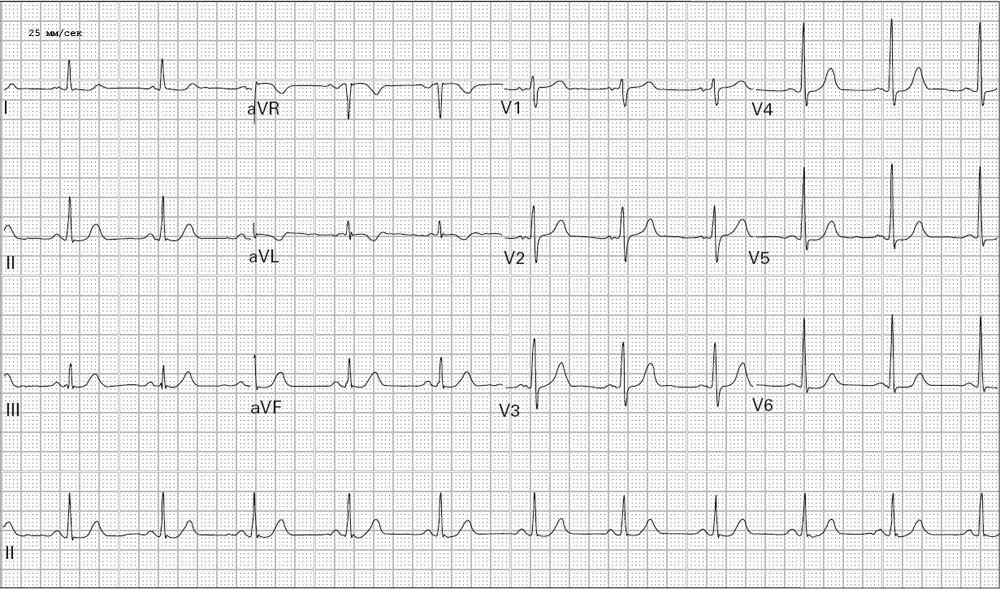 25 мм/сек
I aVR V1 V4
II aVL V2 V5
III aVF V3 V6
II